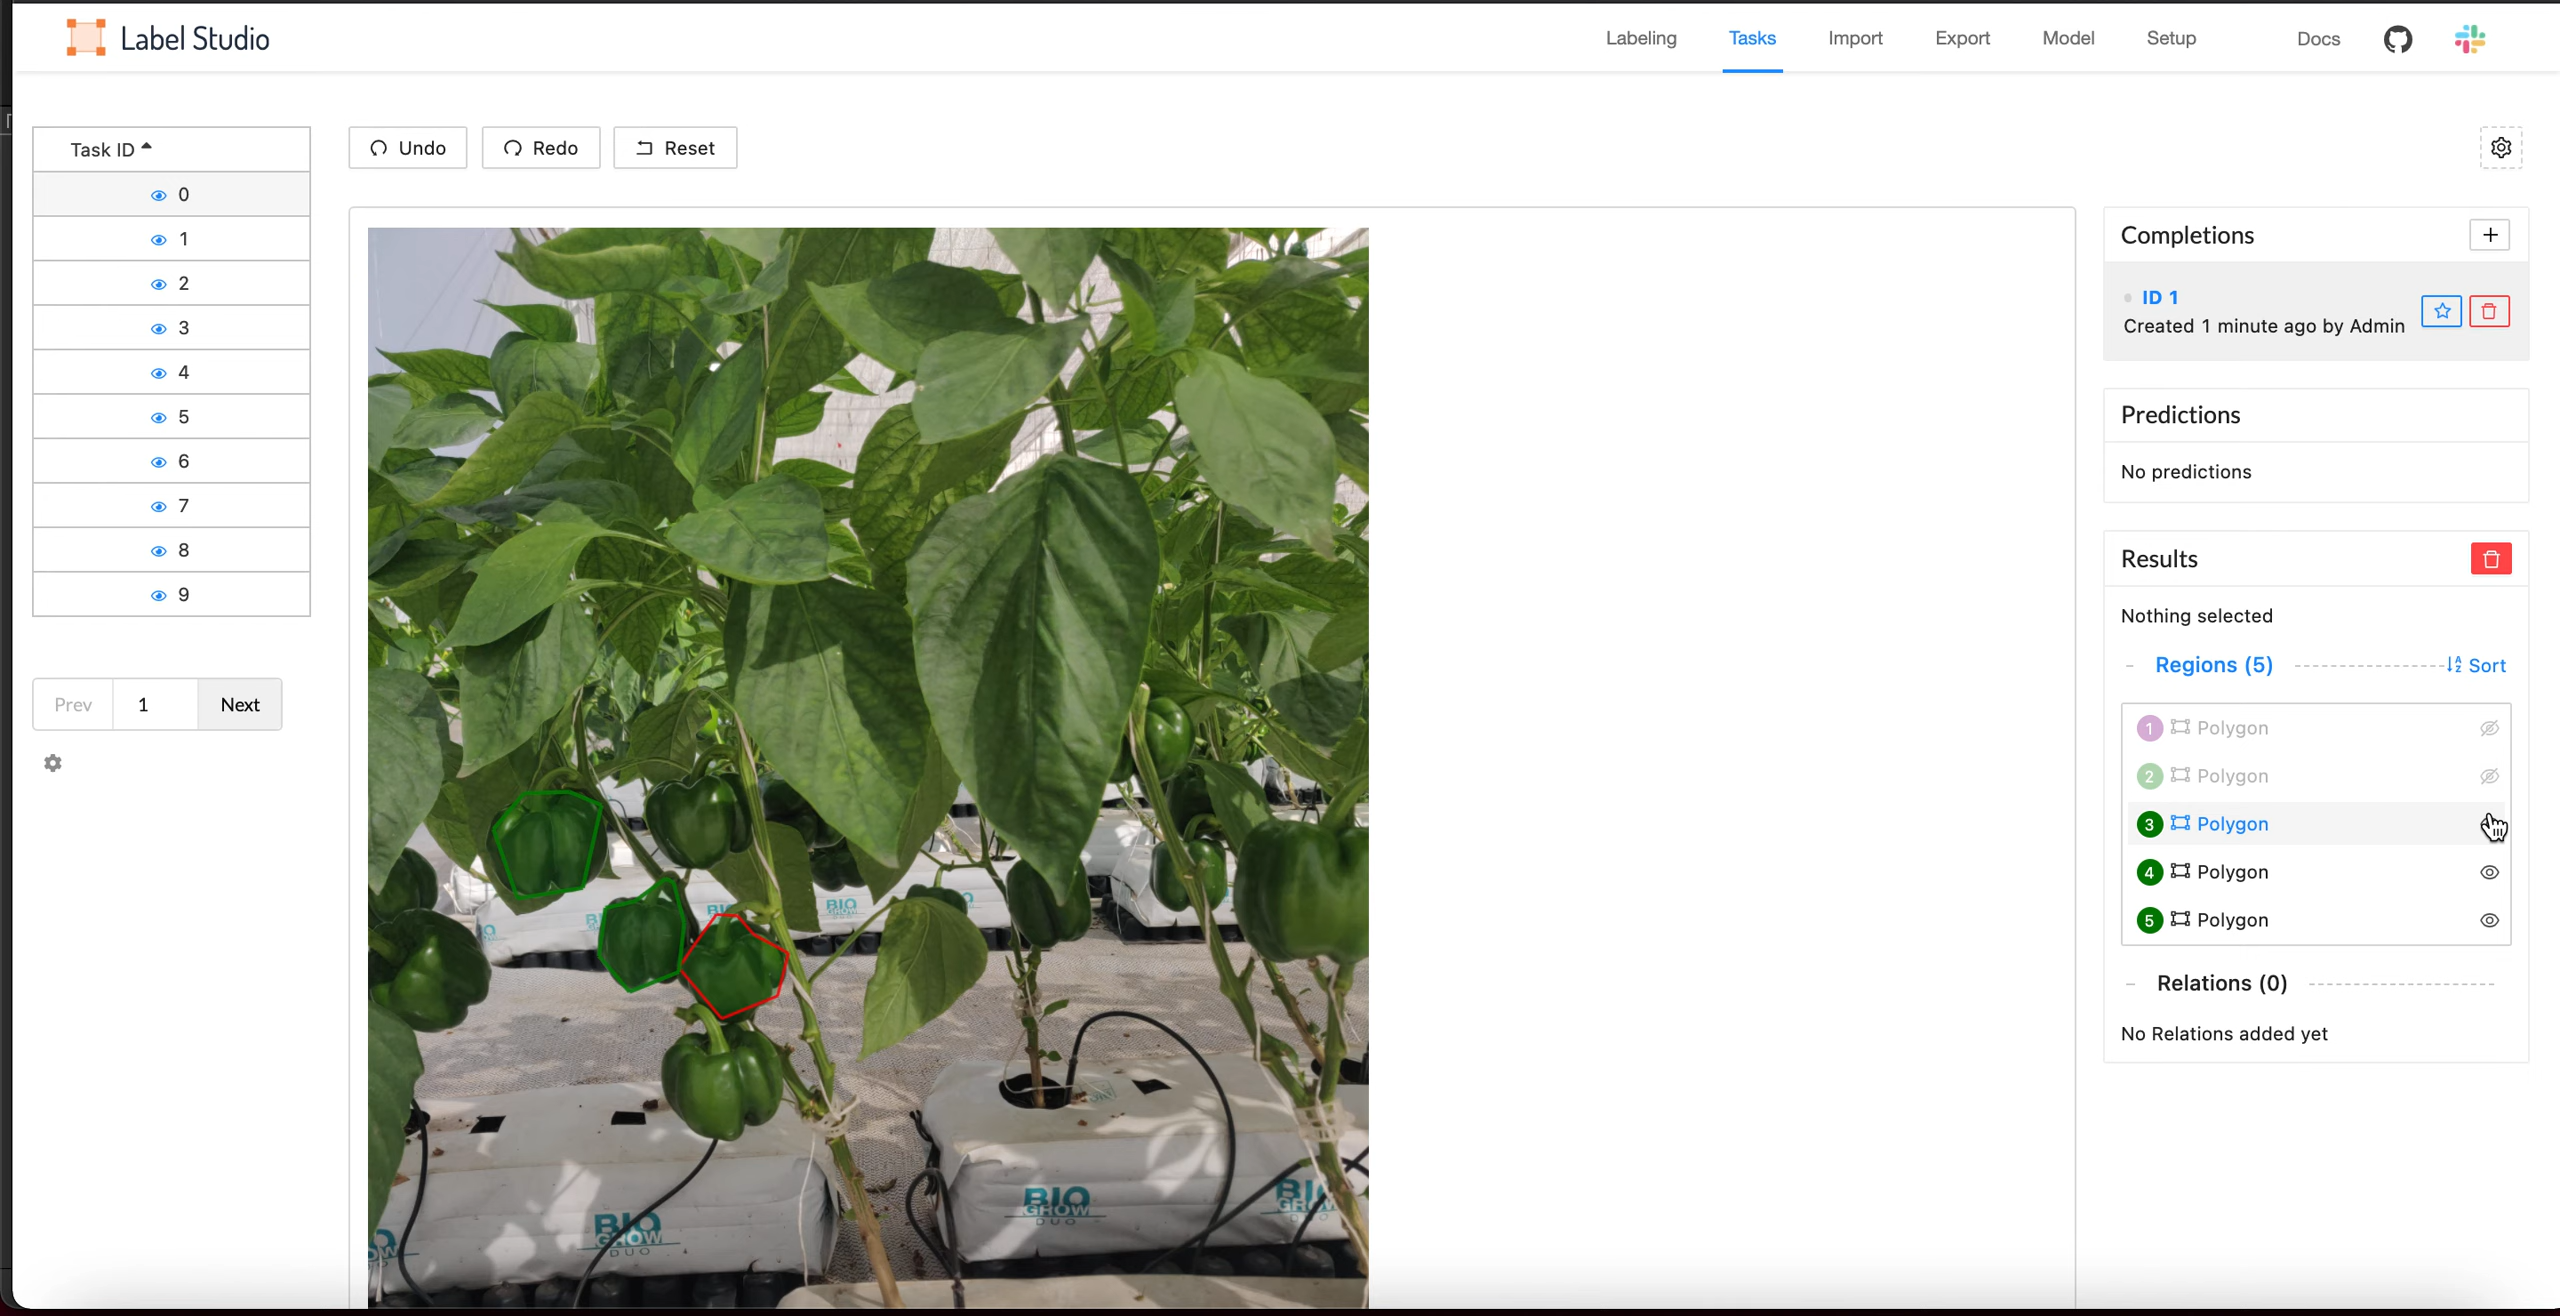 Label Studio
Labeling
Tasks
Import
Export
Model
Setup
Docs
Task ID
0
1
2
3
4
5
6
7
8
9
Prev
1
Next
Undo
Redo
Reset
BIO
GROW
DUO
BIO
GROW
DUO
Completions
+
ID 1
Created 1 minute ago by Admin
Predictions
No predictions
Results
Nothing selected
Regions (5)
Sort
1 Polygon
2 Polygon
3 Polygon
4 Polygon
5 Polygon
Relations (0)
No Relations added yet